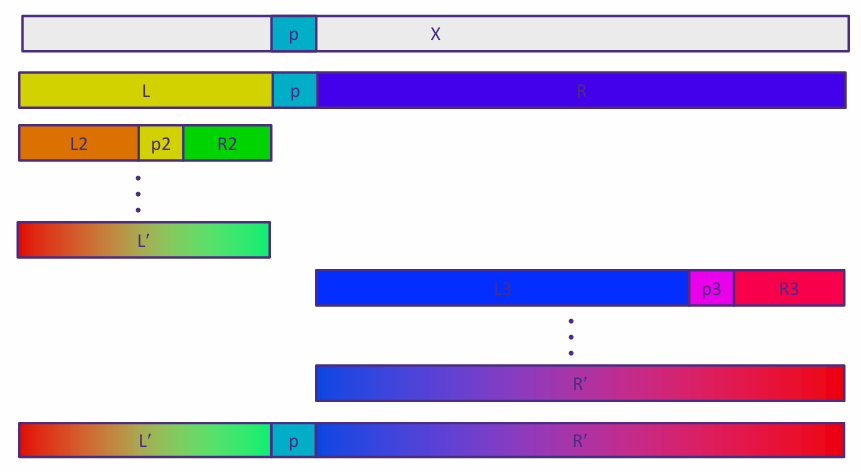 p X
L p R
L2 p2 R2
L′
L3 p3 R3
R′
L′ p R′